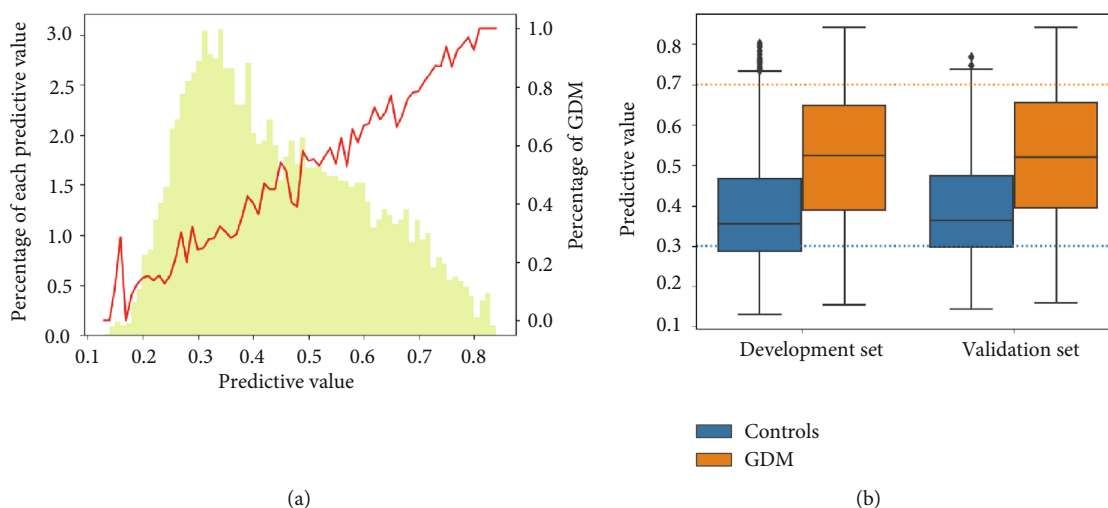 Percentage of each predictive value
3.0
2.5
2.0
1.5
1.0
0.5
0.0
0.1 0.2 0.3 0.4 0.5 0.6 0.7 0.8
Predictive value
1.0
0.8
0.6
0.4
0.2
0.0
Percentage of GDM
(a)
Predictive value
0.8
0.7
0.6
0.5
0.4
0.3
0.2
0.1
Development set Validation set
Controls
GDM
(b)